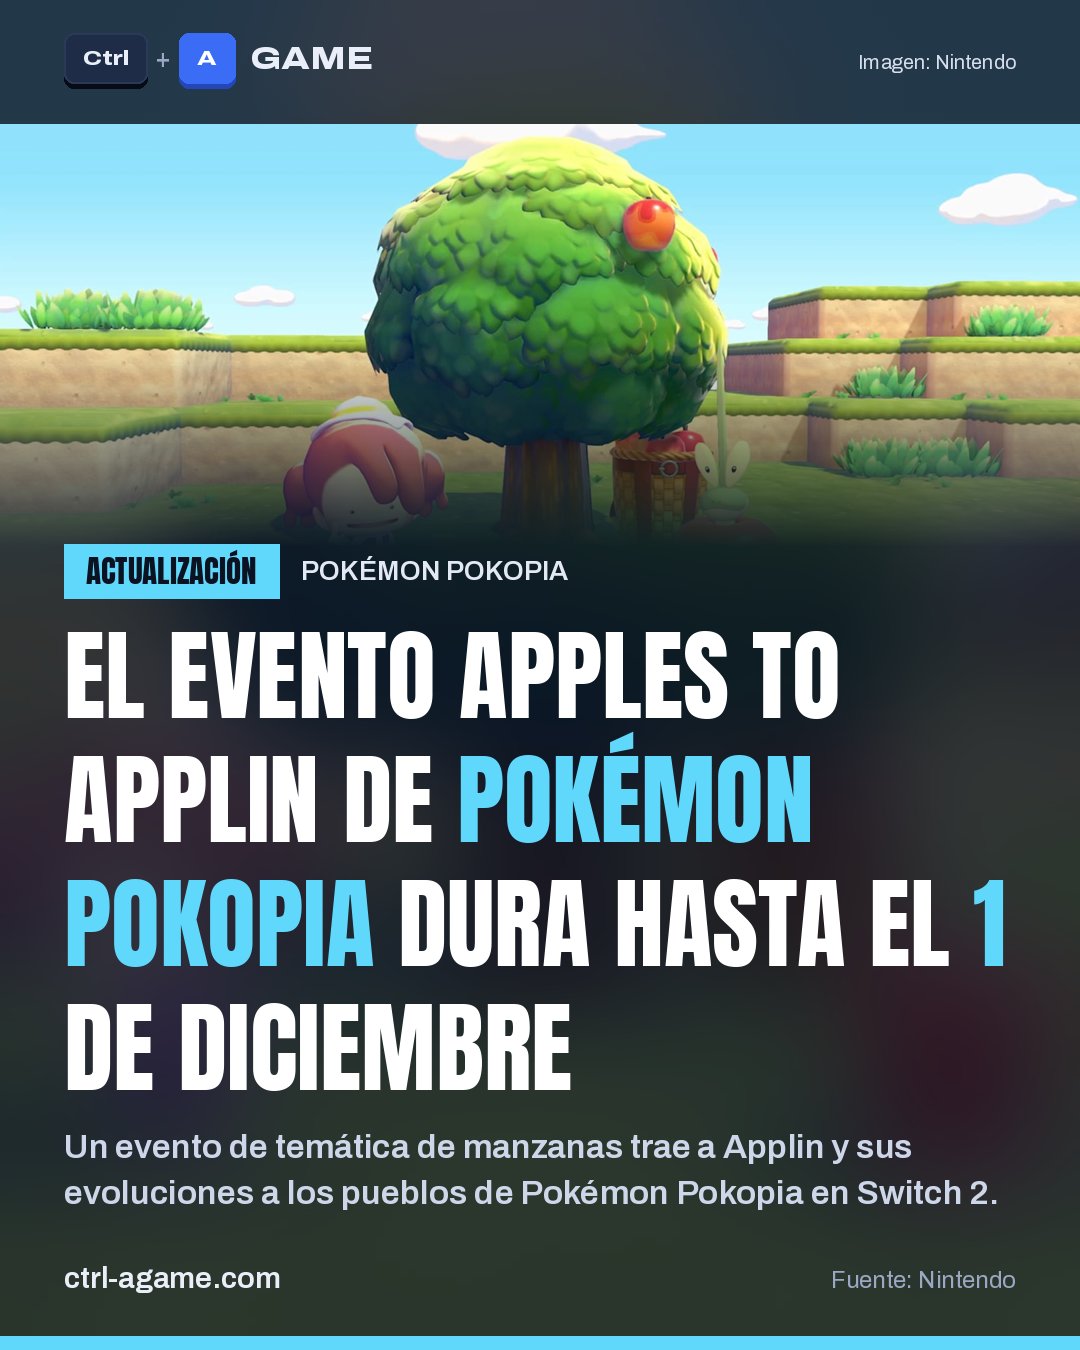 Ctrl + A GAME
Imagen: Nintendo
ACTUALIZACIÓN POKÉMON POKOPIA
EL EVENTO APPLES TO
APPLIN DE POKÉMON
POKOPIA DURA HASTA EL 1
DE DICIEMBRE
Un evento de temática de manzanas trae a Applin y sus
evoluciones a los pueblos de Pokémon Pokopia en Switch 2.
ctrl-agame.com
Fuente: Nintendo